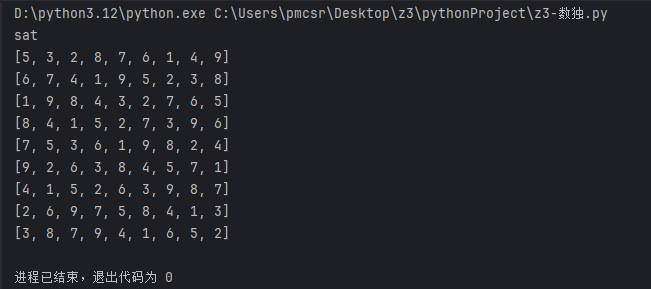 D:\python3.12\python.exe C:\Users\pmcsr\Desktop\z3\pythonProject\z3-数独.py
sat
[5, 3, 2, 8, 7, 6, 1, 4, 9]
[6, 7, 4, 1, 9, 5, 2, 3, 8]
[1, 9, 8, 4, 3, 2, 7, 6, 5]
[8, 4, 1, 5, 2, 7, 3, 9, 6]
[7, 5, 3, 6, 1, 9, 8, 2, 4]
[9, 2, 6, 3, 8, 4, 5, 7, 1]
[4, 1, 5, 2, 6, 3, 9, 8, 7]
[2, 6, 9, 7, 5, 8, 4, 1, 3]
[3, 8, 7, 9, 4, 1, 6, 5, 2]
进程已结束，退出代码为 0